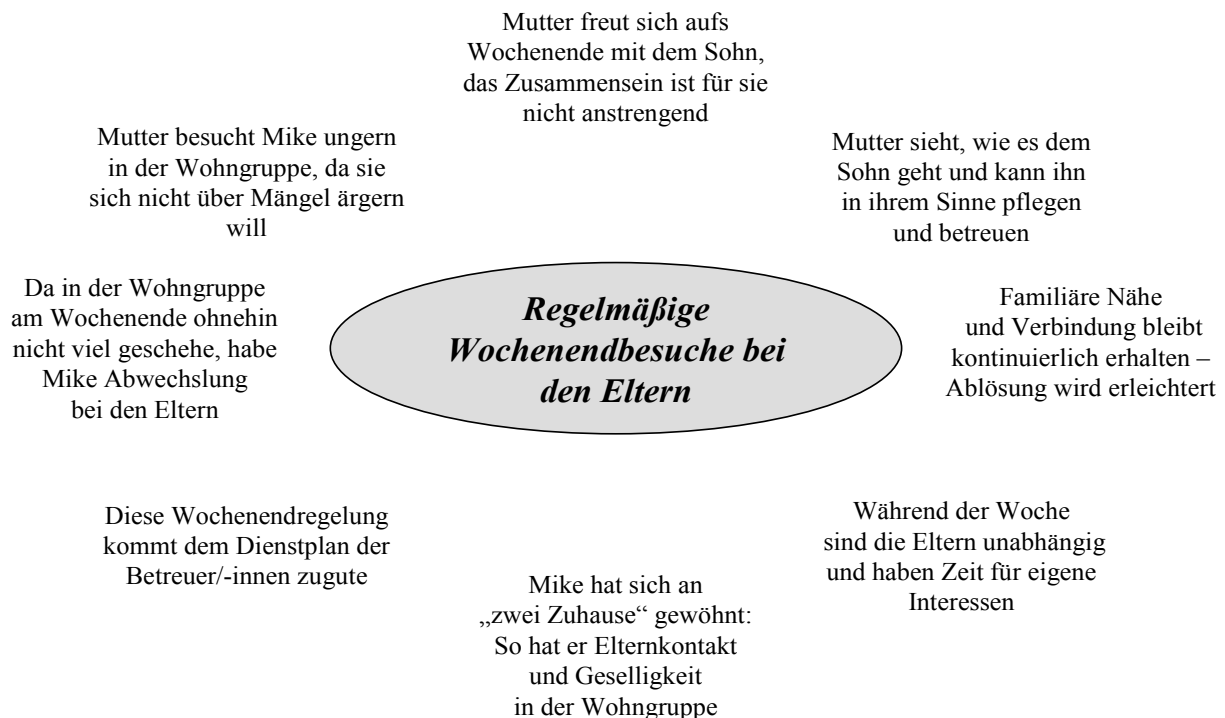 Mutter freut sich aufs
Wochenende mit dem Sohn,
das Zusammensein ist für sie
nicht anstrengend
Mutter besucht Mike ungern
in der Wohngruppe, da sie
sich nicht über Mängel ärgern
will
Mutter sieht, wie es dem
Sohn geht und kann ihn
in ihrem Sinne pflegen
und betreuen
Da in der Wohngruppe
am Wochenende ohnehin
nicht viel geschehe, habe
Mike Abwechslung
bei den Eltern
Regelmäßige
Wochenendbesuche bei
den Eltern
Familiäre Nähe
und Verbindung bleibt
kontinuierlich erhalten –
Ablösung wird erleichtert
Diese Wochenendregelung
kommt dem Dienstplan der
Betreuer/-innen zugute
Mike hat sich an
„zwei Zuhause“ gewöhnt:
So hat er Elternkontakt
und Geselligkeit
in der Wohngruppe
Während der Woche
sind die Eltern unabhängig
und haben Zeit für eigene
Interessen